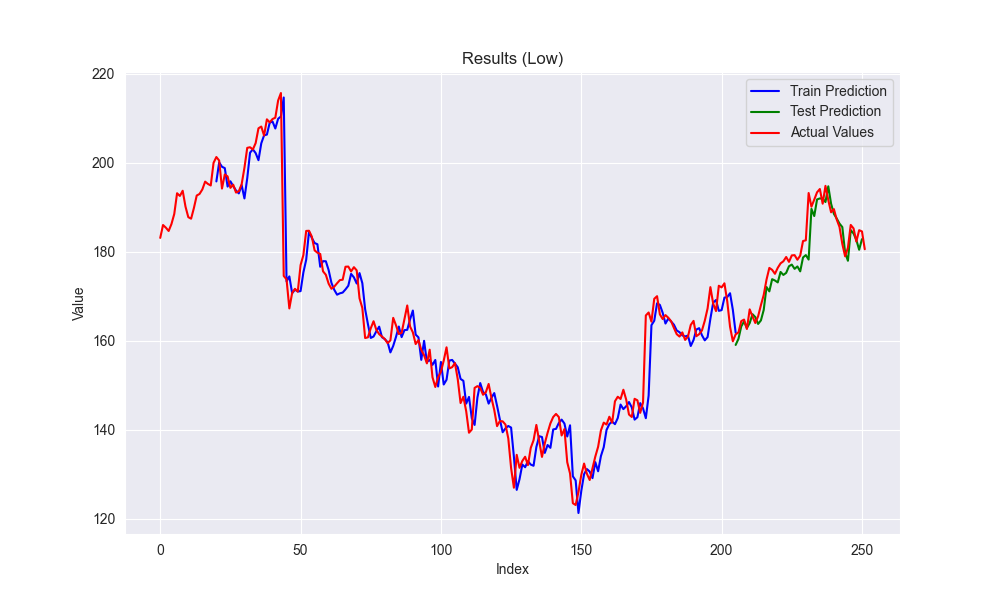 Results (Low)
Train Prediction
Test Prediction
Actual Values
220
200
180
160
140
120
Value
0 50 100 150 200 250
Index